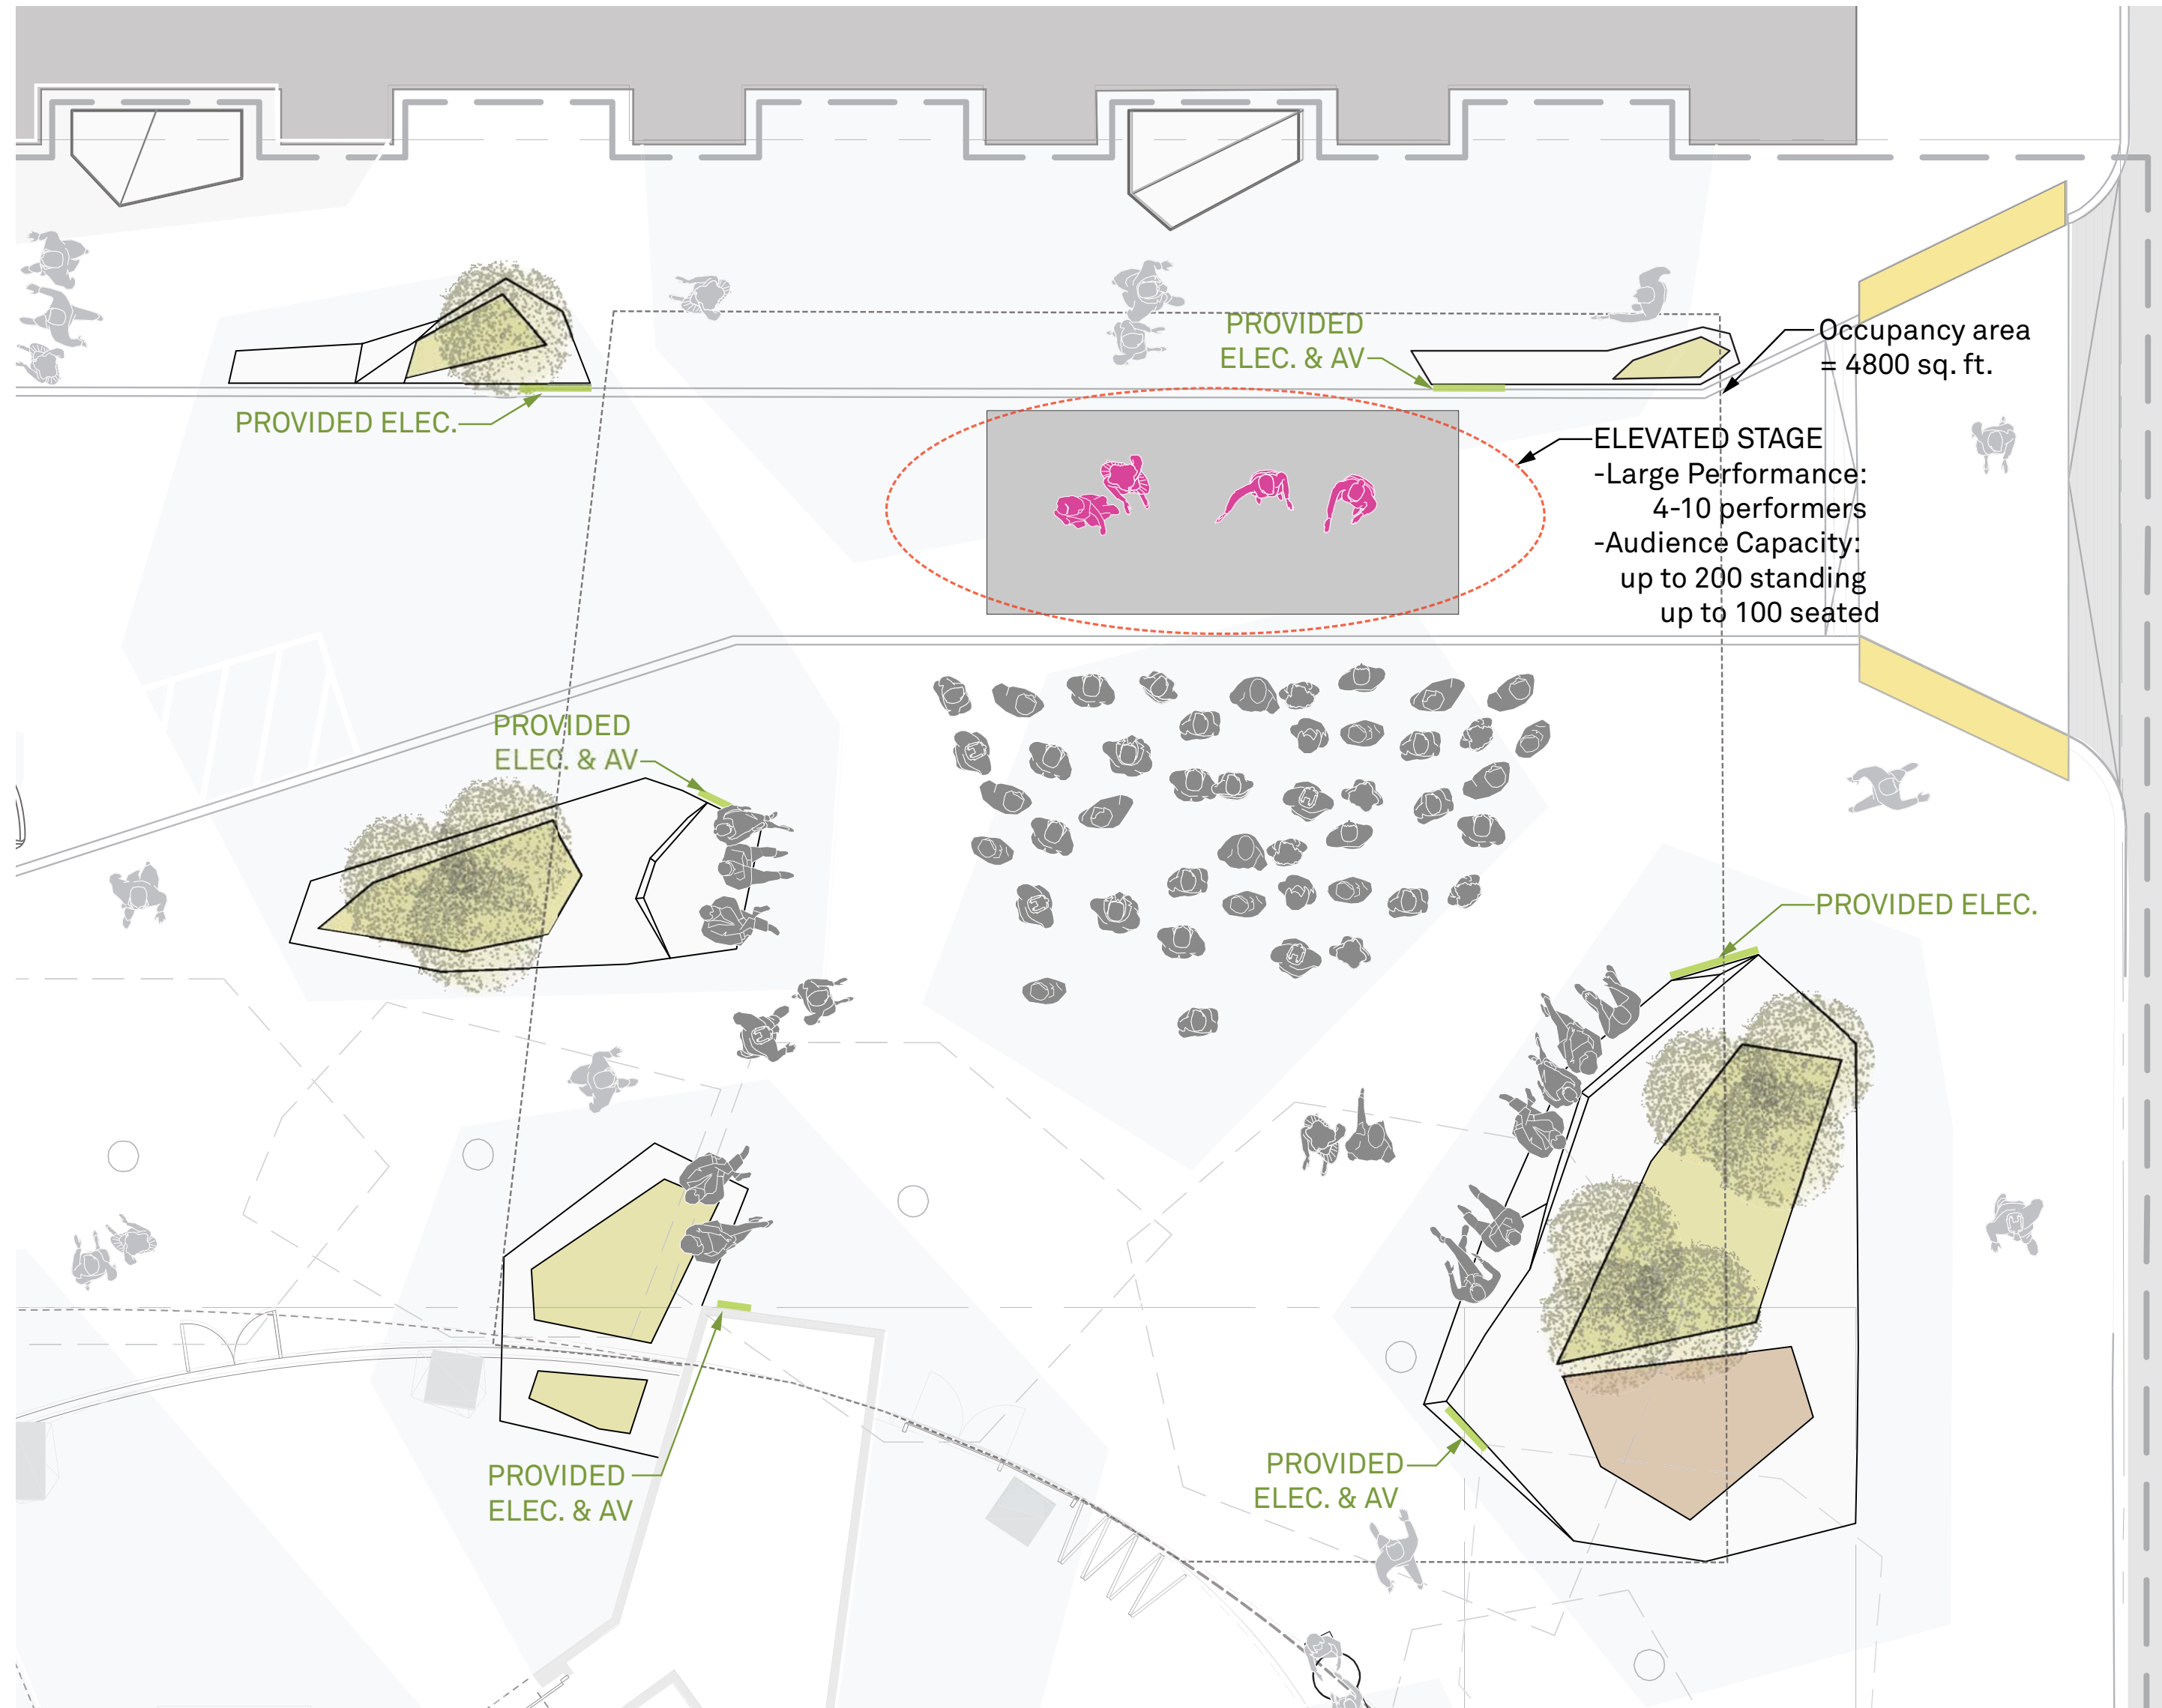 PROVIDED
ELEC. & AV
Occupancy area
= 4800 sq. ft.
PROVIDED ELEC.
ELEVATED STAGE
-Large Performance:
4-10 performers
-Audience Capacity:
up to 200 standing
up to 100 seated
PROVIDED
ELEC. & AV
PROVIDED ELEC.
PROVIDED
ELEC. & AV
PROVIDED
ELEC. & AV